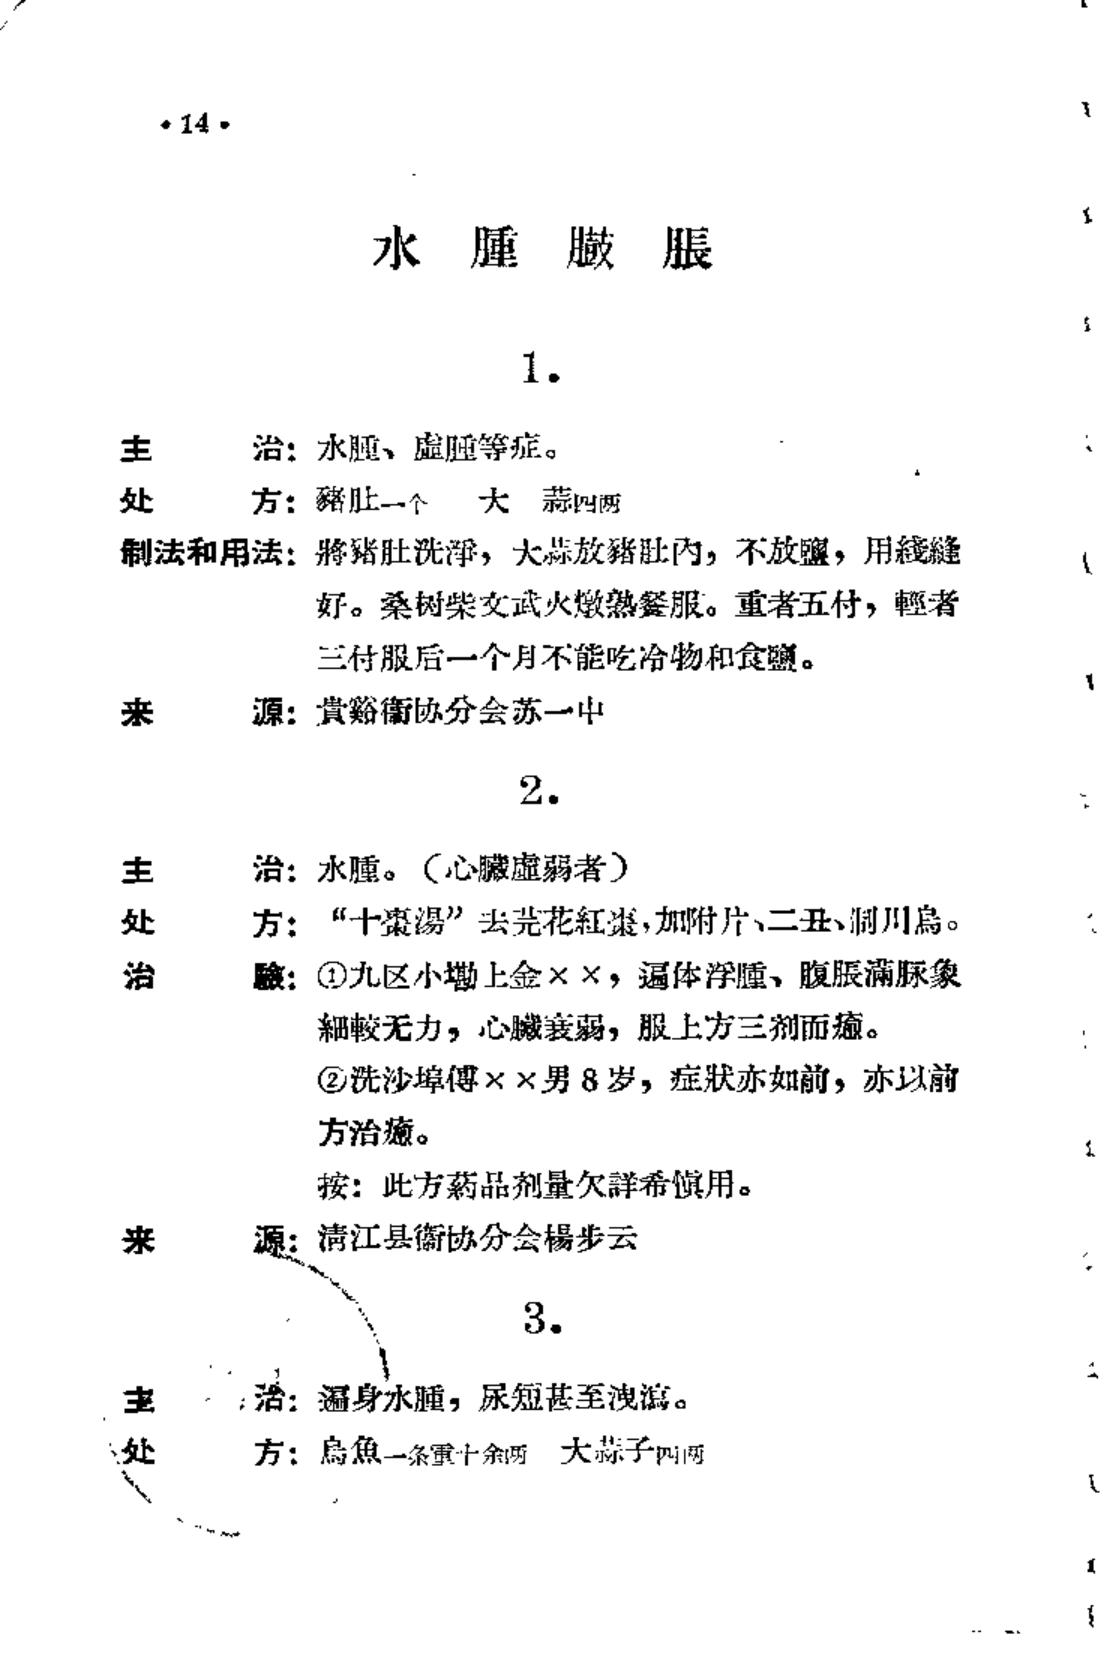 • 14 •
水腫臌脹
1.
主　　治：水腫、虛腫等症。
处　　方：豬肚一个　大　蒜四两
制法和用法：將豬肚洗淨，大蒜放豬肚內，不放鹽，用綫縫
好。桑树柴文武火燉熟餐服。重者五付，輕者
三付服后一个月不能吃冷物和食鹽。
来　　源：貴谿衞协分会苏一中
2.
主　　治：水腫。（心臟虛弱者）
处　　方：“十棗湯”去芫花紅棗，加附片、二丑、制川烏。
治　　驗：①九区小墈上金××，遍体浮腫、腹脹滿脉象
細較无力，心臟衰弱，服上方三剂而癒。
②洗沙埠傅××男8岁，症狀亦如前，亦以前
方治癒。
按：此方葯品剂量欠詳希慎用。
来　　源：清江县衞协分会楊步云
3.
主　　治：遍身水腫，尿短甚至洩瀉。
处　　方：烏魚一条重十余两　大蒜子四两